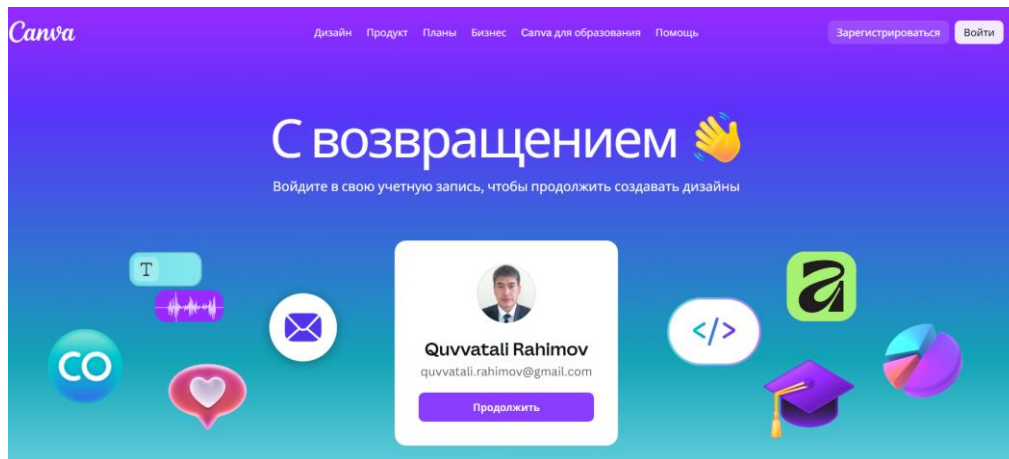 Canva
Дизайн Продукт Планы Бизнес Canva для образования Помощь
Зарегистрироваться Войти
С возвращением 👋
Войдите в свою учетную запись, чтобы продолжить создавать дизайны
T
CO
Quvvatali Rahimov
quvvatali.rahimov@gmail.com
Продолжить
</>
a